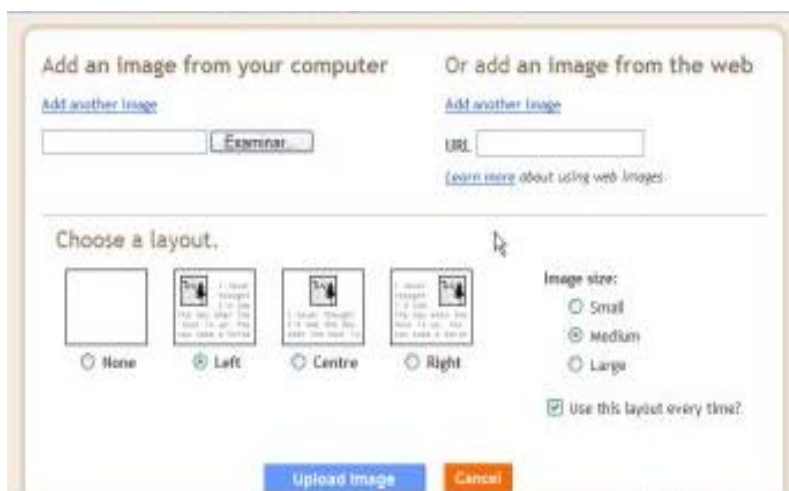 Add an image from your computer
Or add an image from the web
Add another image
Add another image
Examinar...
URL
Learn more about using web images
Choose a layout.
Image size:
Small
Medium
Large
None
Left
Centre
Right
Use this layout every time?
Upload Image
Cancel